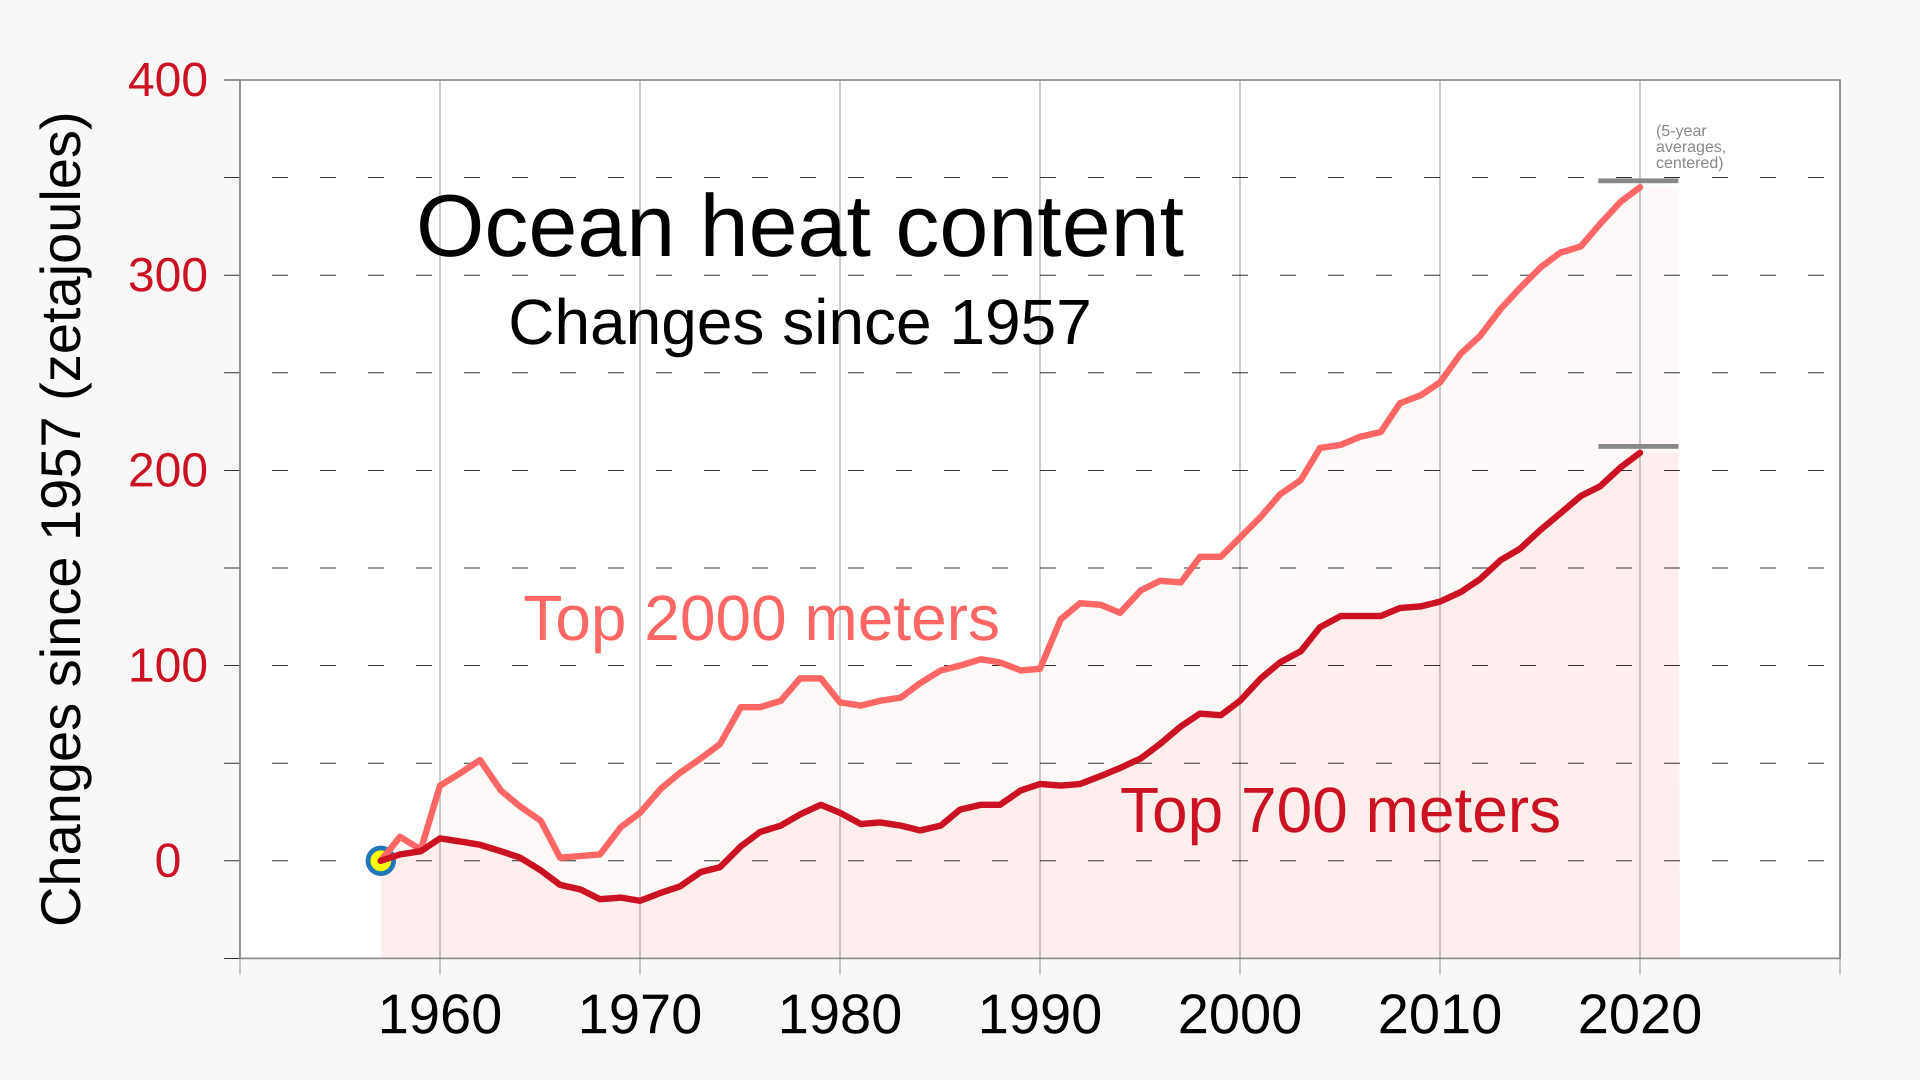 400
(5-year
averages,
centered)
Ocean heat content
300
Changes since 1957
Changes since 1957 (zetajoules)
200
Top 2000 meters
100
Top 700 meters
0
1960 1970 1980 1990 2000 2010 2020